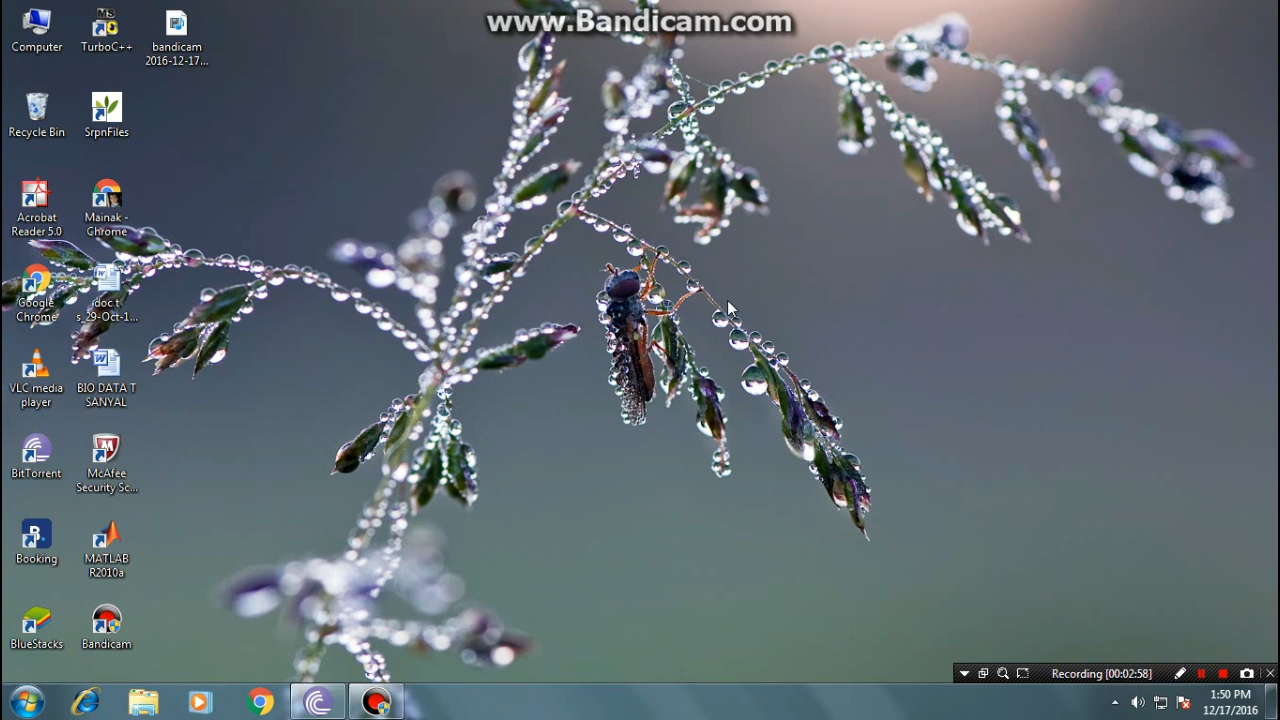 www.Bandicam.com
Computer
MS
TurboC++
bandicam
2016-12-17...
Recycle Bin
SrpnFiles
Acrobat
Reader 5.0
Mainak -
Chrome
Google
Chrome
idoc t
s_29-Oct-1...
VLC media
player
BIO DATA T
SANYAL
BitTorrent
McAfee
Security Sc...
B.
Booking
MATLAB
R2010a
BlueStacks
Bandicam
Recording [00:02:58]
1:50 PM
12/17/2016